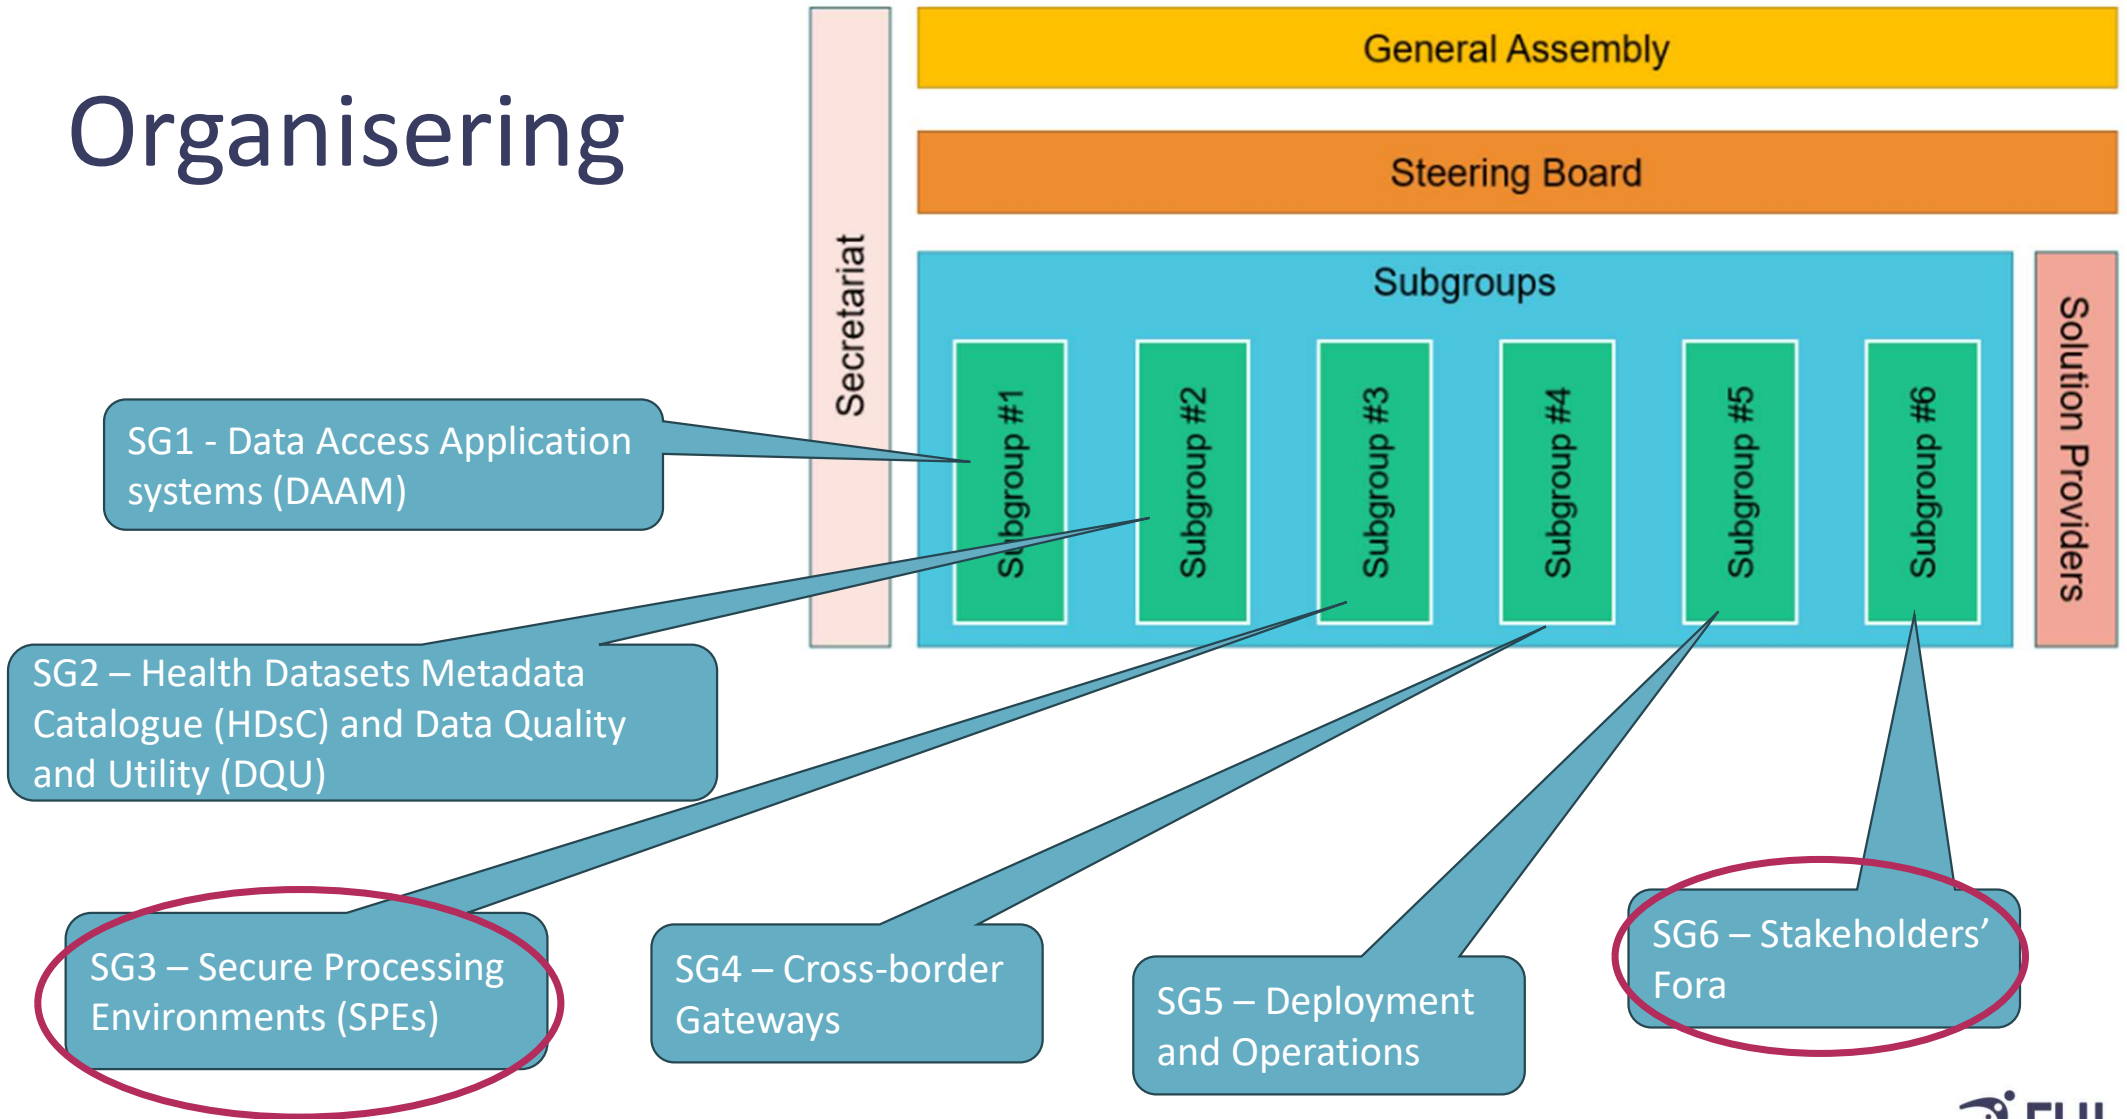 Organisering
General Assembly
Steering Board
Secretariat
Subgroups
Subgroup #1
Subgroup #2
Subgroup #3
Subgroup #4
Subgroup #5
Subgroup #6
Solution Providers
SG1 - Data Access Application
systems (DAAM)
SG2 – Health Datasets Metadata
Catalogue (HDsC) and Data Quality
and Utility (DQU)
SG3 – Secure Processing
Environments (SPEs)
SG4 – Cross-border
Gateways
SG5 – Deployment
and Operations
SG6 – Stakeholders’
Fora